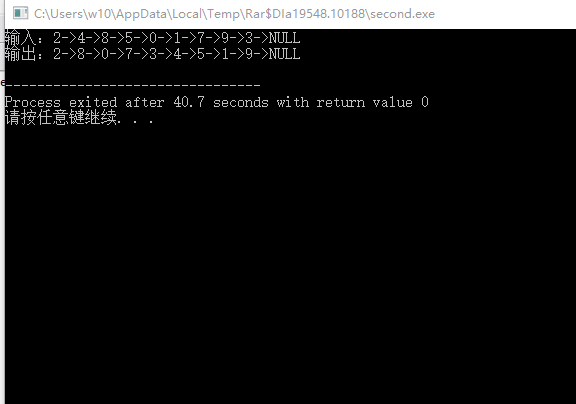 C:\Users\w10\AppData\Local\Temp\Rar$DIa19548.10188\second.exe
输入：2->4->8->5->0->1->7->9->3->NULL
输出：2->8->0->7->3->4->5->1->9->NULL
--------------------------------
Process exited after 40.7 seconds with return value 0
请按任意键继续. . .